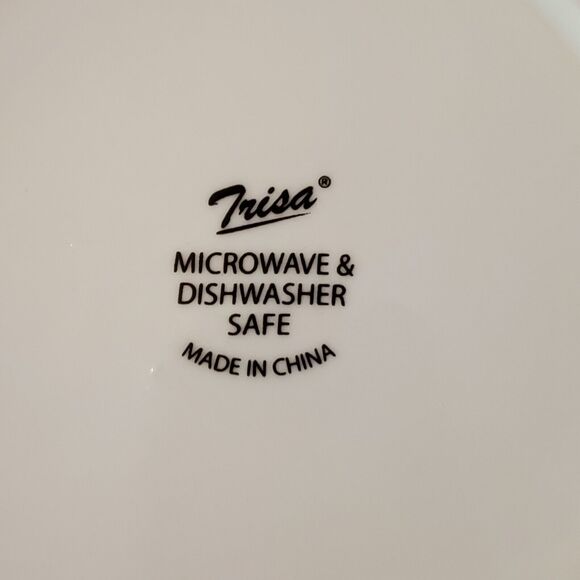 Trisa®
MICROWAVE &
DISHWASHER
SAFE
MADE IN CHINA